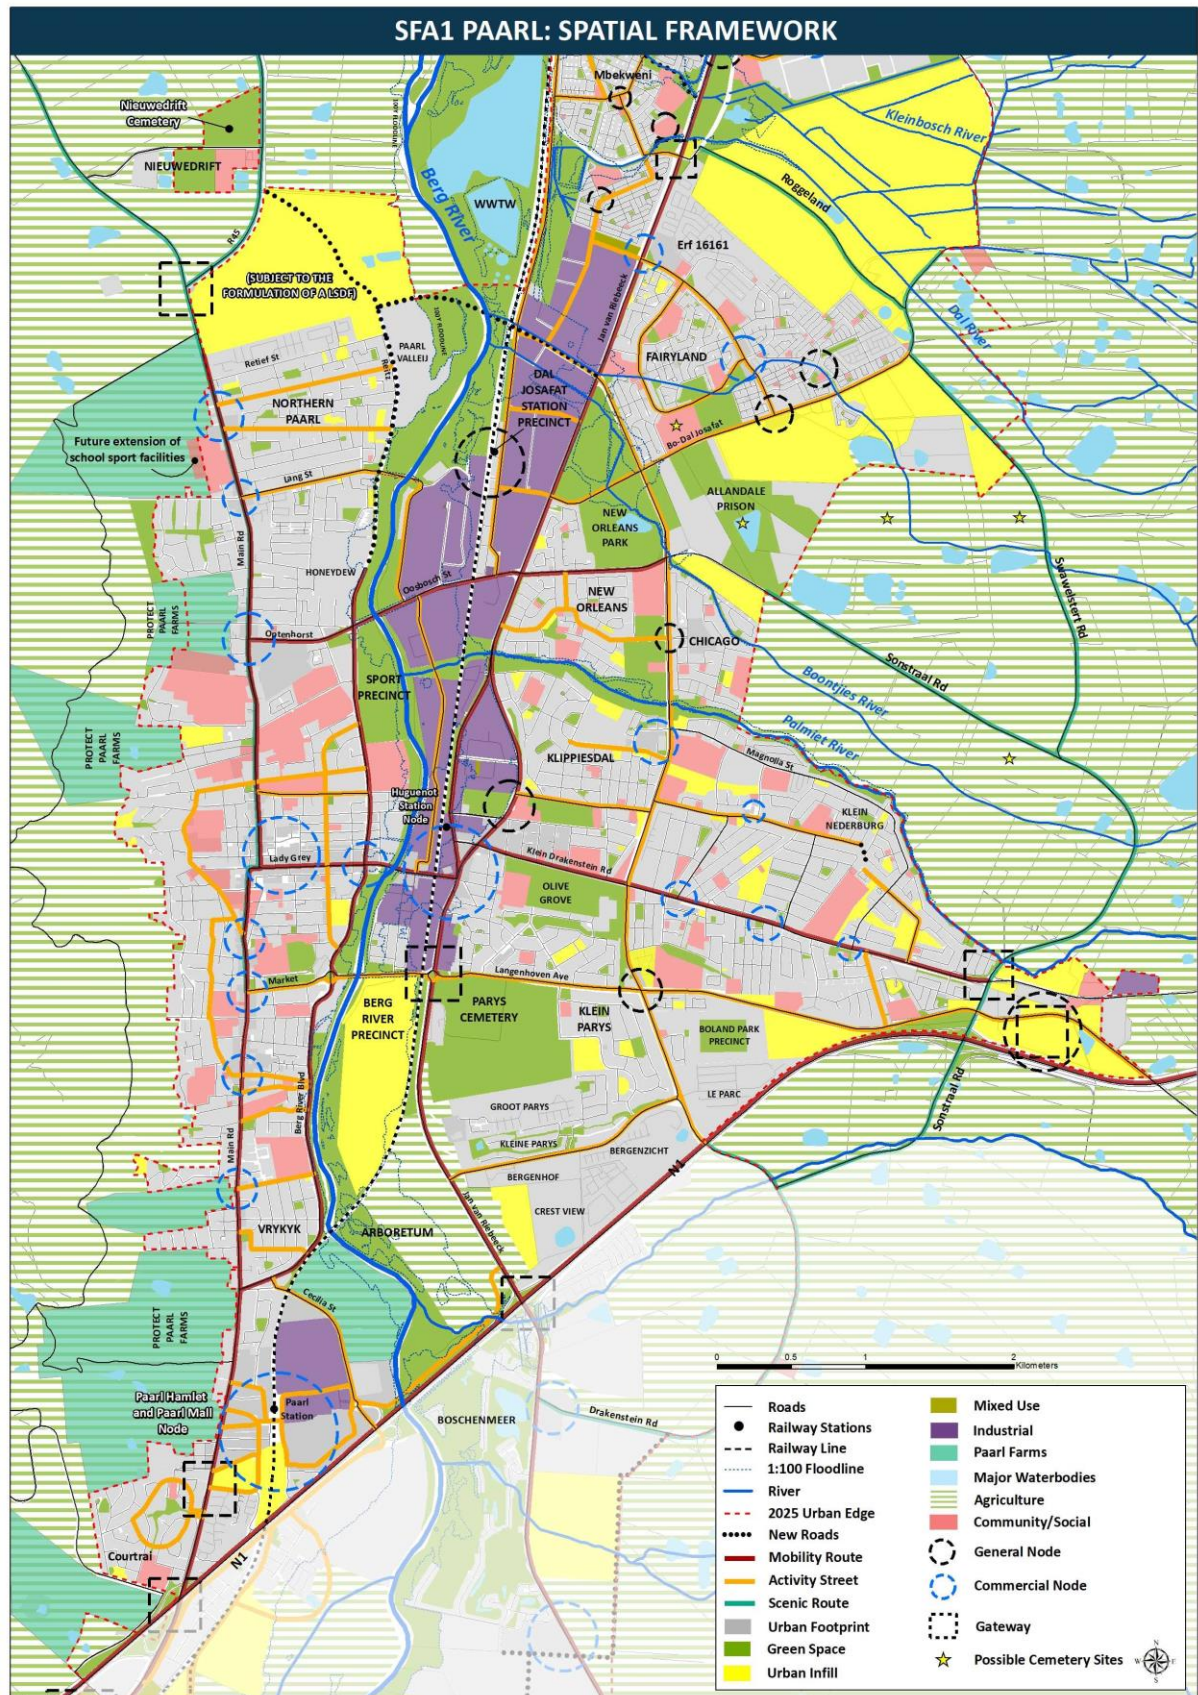 SFA1 PAARL: SPATIAL FRAMEWORK
Mbekweni
Nieuwedrift
Cemetery
NIEUWEDRIFT
100Y FLOODLINE
Kleinbosch River
Berg River
WWTW
Roggeland
R45
Erf 16161
(SUBJECT TO THE
FORMULATION OF A LSDF)
Jan van Riebeeck
Dal River
100Y FLOODLINE
PAARL
VALLEIJ
Retief St
Reitz
FAIRYLAND
DAL
JOSAFAT
STATION
PRECINCT
NORTHERN
PAARL
Future extension of
school sport facilities
Bo-Dal Josafat
Lang St
ALLANDALE
PRISON
NEW
ORLEANS
PARK
Main Rd
HONEYDEW
Oosbosch St
Swawelstert Rd
NEW
ORLEANS
PROTECT
PAARL
FARMS
Optenhorst
CHICAGO
Sonstraal Rd
Boontjies River
SPORT
PRECINCT
Palmiet River
PROTECT
PAARL
FARMS
KLIPPIESDAL
Magnolia St
Huguenot
Station
Node
KLEIN
NEDERBURG
Lady Grey
Klein Drakenstein Rd
OLIVE
GROVE
Market
Langenhoven Ave
BERG
RIVER
PRECINCT
PARYS
CEMETERY
KLEIN
PARYS
BOLAND PARK
PRECINCT
Berg River Blvd
LE PARC
Sonstraal Rd
GROOT PARYS
Main Rd
KLEINE PARYS
BERGENZICHT
N1
BERGENHOF
Jan van Riebeeck
CREST VIEW
VRYKYK
ARBORETUM
Cecilia St
PROTECT
PAARL
FARMS
0 0.5 1 2
Kilometers
Paarl Hamlet
and Paarl Mall
Node
Paarl
Station
BOSCHENMEER
Drakenstein Rd
Courtrai
N1
Roads
Railway Stations
Railway Line
1:100 Floodline
River
2025 Urban Edge
New Roads
Mobility Route
Activity Street
Scenic Route
Urban Footprint
Green Space
Urban Infill
Mixed Use
Industrial
Paarl Farms
Major Waterbodies
Agriculture
Community/Social
General Node
Commercial Node
Gateway
Possible Cemetery Sites
N
W E
S